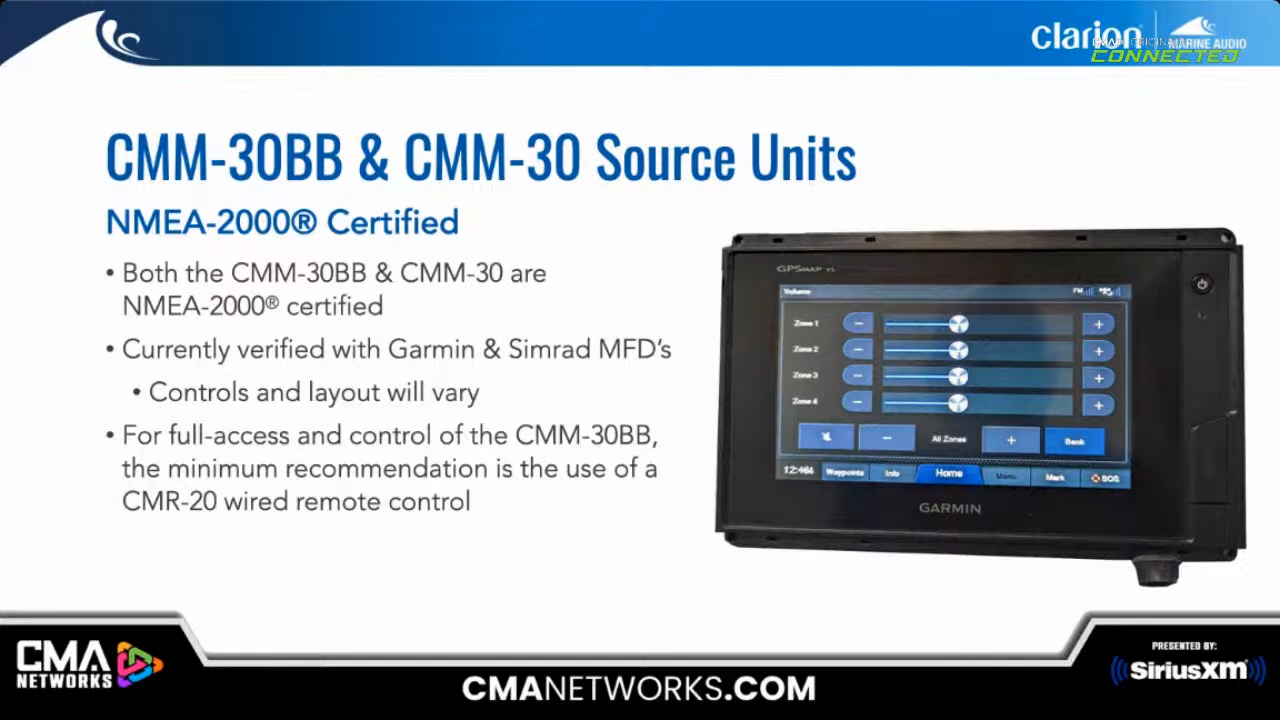 clarion
MARINE AUDIO
CONNECTED
CMM-30BB & CMM-30 Source Units
NMEA-2000® Certified
• Both the CMM-30BB & CMM-30 are
NMEA-2000® certified
• Currently verified with Garmin & Simrad MFD’s
• Controls and layout will vary
• For full-access and control of the CMM-30BB,
the minimum recommendation is the use of a
CMR-20 wired remote control
GPSMAP
Volume
FM
Zone 1
Zone 2
Zone 3
Zone 4
All Zones
Back
Waypoints Info Home Menu Mark SOS
GARMIN
CMA
NETWORKS
CMANETWORKS.COM
PRESENTED BY:
SiriusXM